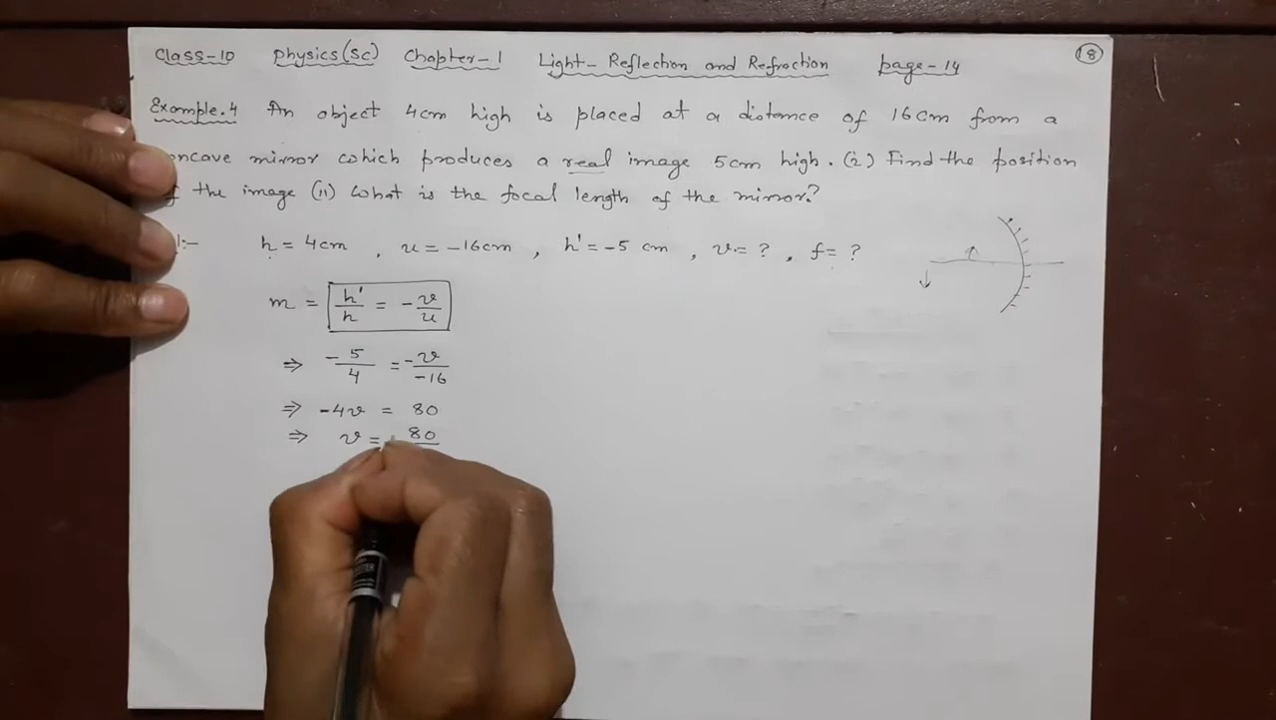 Class-10 Physics(SC) Chapter-1 Light- Reflection and Refraction page-14 18
Example.4 An object 4cm high is placed at a distance of 16cm from a
oncave mirror which produces a real image 5cm high. (i) Find the position
the image (ii) What is the focal length of the mirror?
:- h = 4cm , u = -16cm , h' = -5 cm , v = ? , f = ?
m = h'/h = - v/u
⇒ -5/4 = -v/-16
⇒ -4v = 80
⇒ v = 80